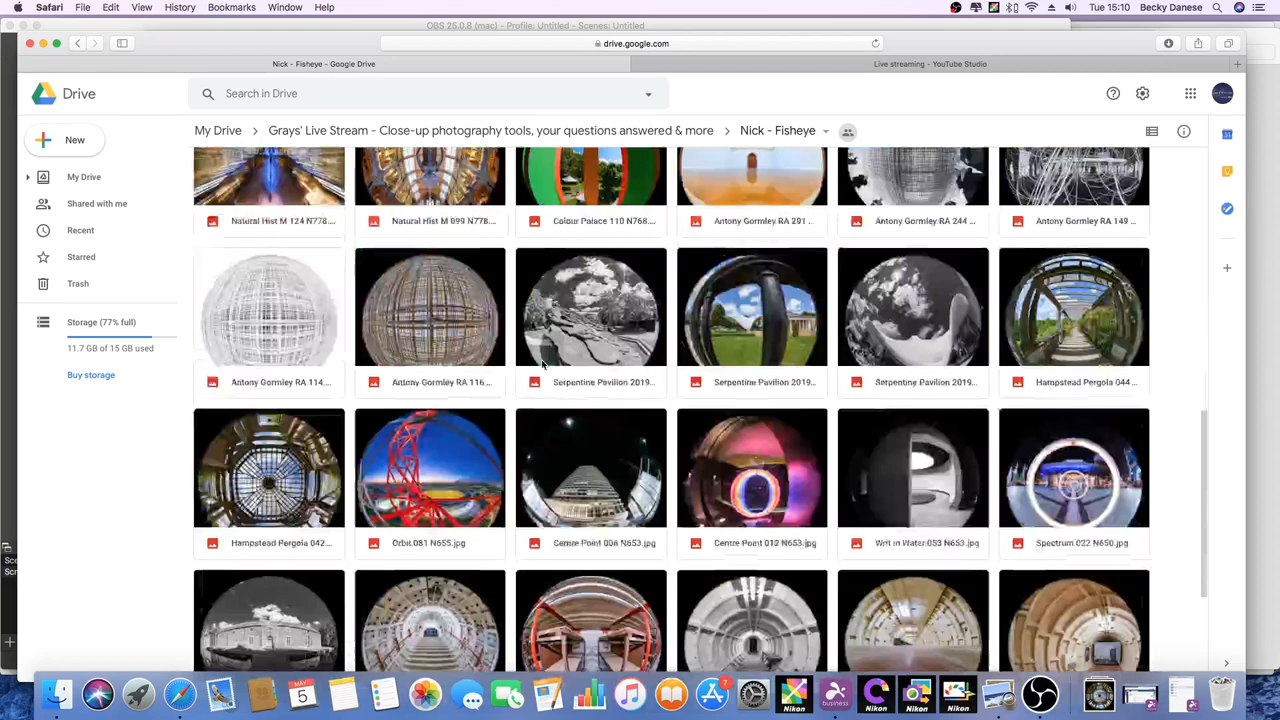 Safari File Edit View History Bookmarks Window Help Tue 15:10 Becky Danese
OBS 25.0.8 (mac) - Profile: Untitled - Scenes: Untitled
drive.google.com
Nick - Fisheye - Google Drive Live streaming - YouTube Studio
Drive Search in Drive
New My Drive > Grays' Live Stream - Close-up photography tools, your questions answered & more > Nick - Fisheye
My Drive
Shared with me
Recent
Starred
Trash
Storage (77% full)
11.7 GB of 15 GB used
Buy storage
Natural Hist M 124 N778.... Natural Hist M 099 N778.... Colour Palace 110 N768.... Antony Gormley RA 291 ... Antony Gormley RA 244 ... Antony Gormley RA 149 ...
Antony Gormley RA 114... Antony Gormley RA 116... Serpentine Pavilion 2019... Serpentine Pavilion 2019... Serpentine Pavilion 2019... Hampstead Pergola 044...
Hampstead Pergola 042... Orbit 081 N655.jpg Centre Point 006 N653.jpg Centre Point 012 N653.jpg Writ in Water 053 N653.jpg Spectrum 022 N650.jpg
MAY
5
7
business
Nikon
Nikon
Nikon